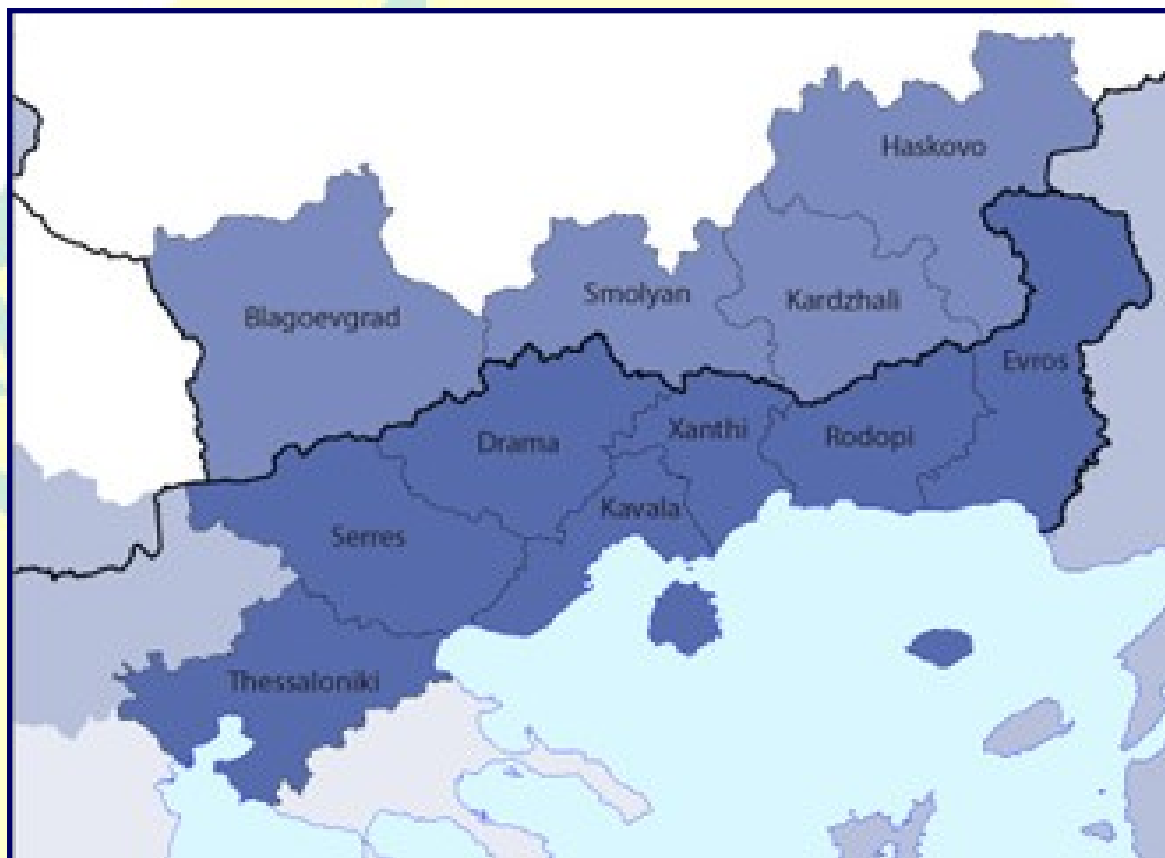 Haskovo
Blagoevgrad
Smolyan
Kardzhali
Evros
Drama
Xanthi
Rodopi
Kavala
Serres
Thessaloniki